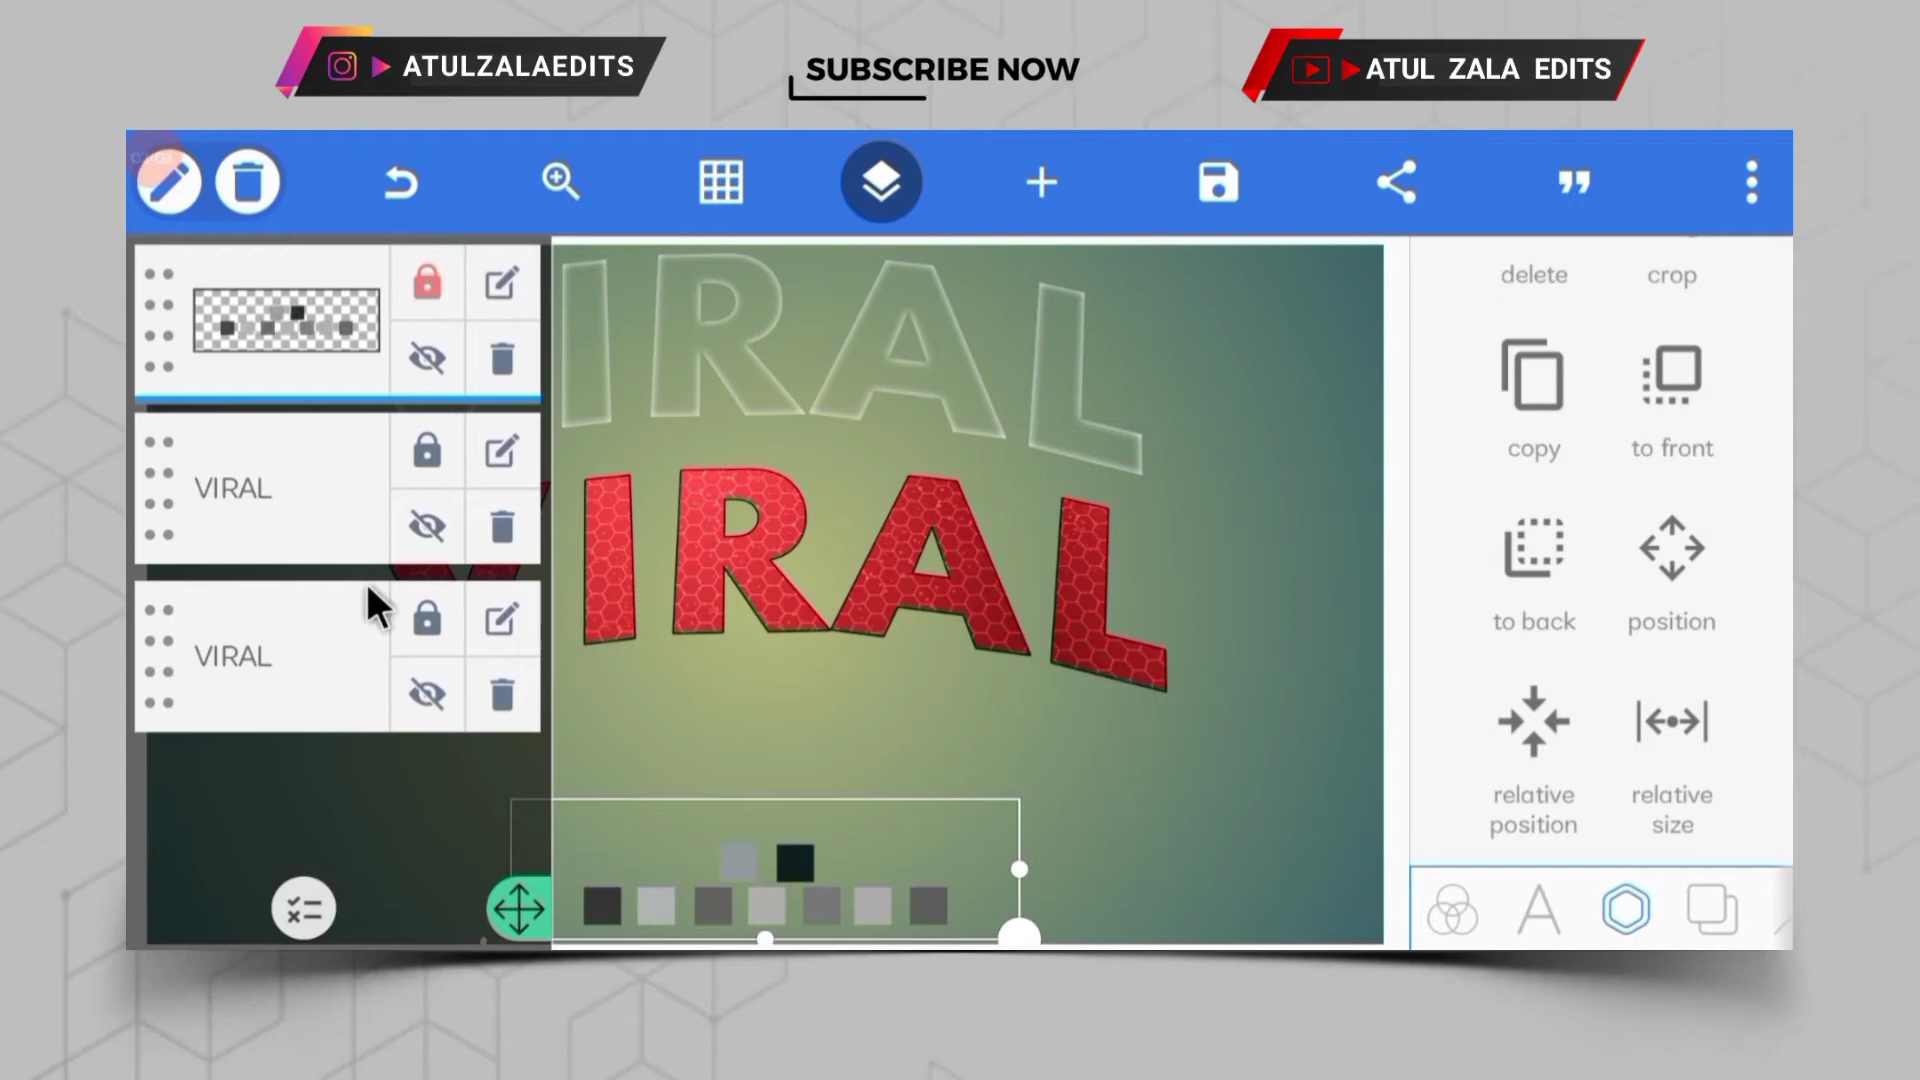 ATULZALAEDITS
SUBSCRIBE NOW
ATUL ZALA EDITS
delete
crop
IRAL
VIRAL
copy
to front
IRAL
VIRAL
to back
position
relative
position
relative
size